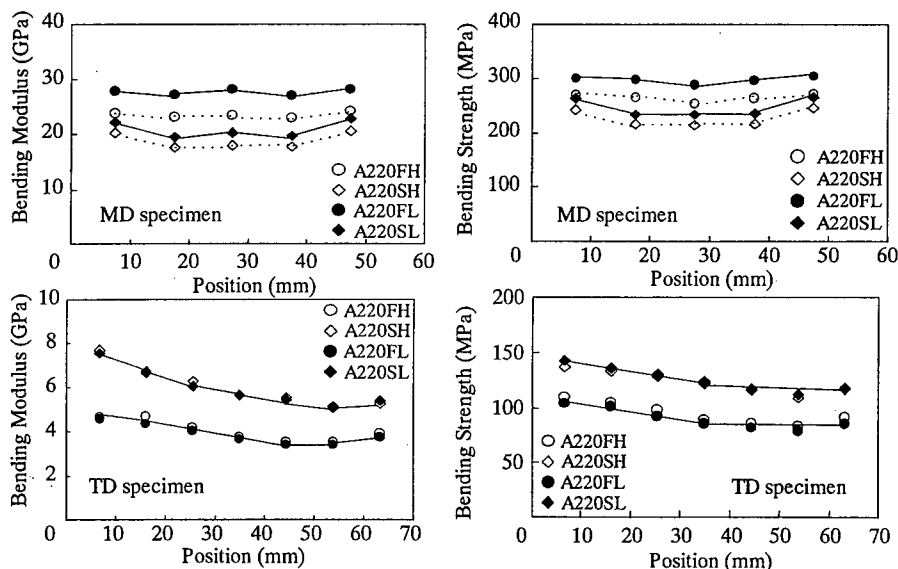 Bending Modulus (GPa)
40
30
20
10
0
10 20 30 40 50 60
Position (mm)
A220FH
A220SH
A220FL
A220SL
MD specimen
Bending Strength (MPa)
400
300
200
100
0
10 20 30 40 50 60
Position (mm)
A220FH
A220SH
A220FL
A220SL
MD specimen
Bending Modulus (GPa)
10
8
6
4
2
0
10 20 30 40 50 60 70
Position (mm)
A220FH
A220SH
A220FL
A220SL
TD specimen
Bending Strength (MPa)
200
150
100
50
0
10 20 30 40 50 60 70
Position (mm)
A220FH
A220SH
A220FL
A220SL
TD specimen